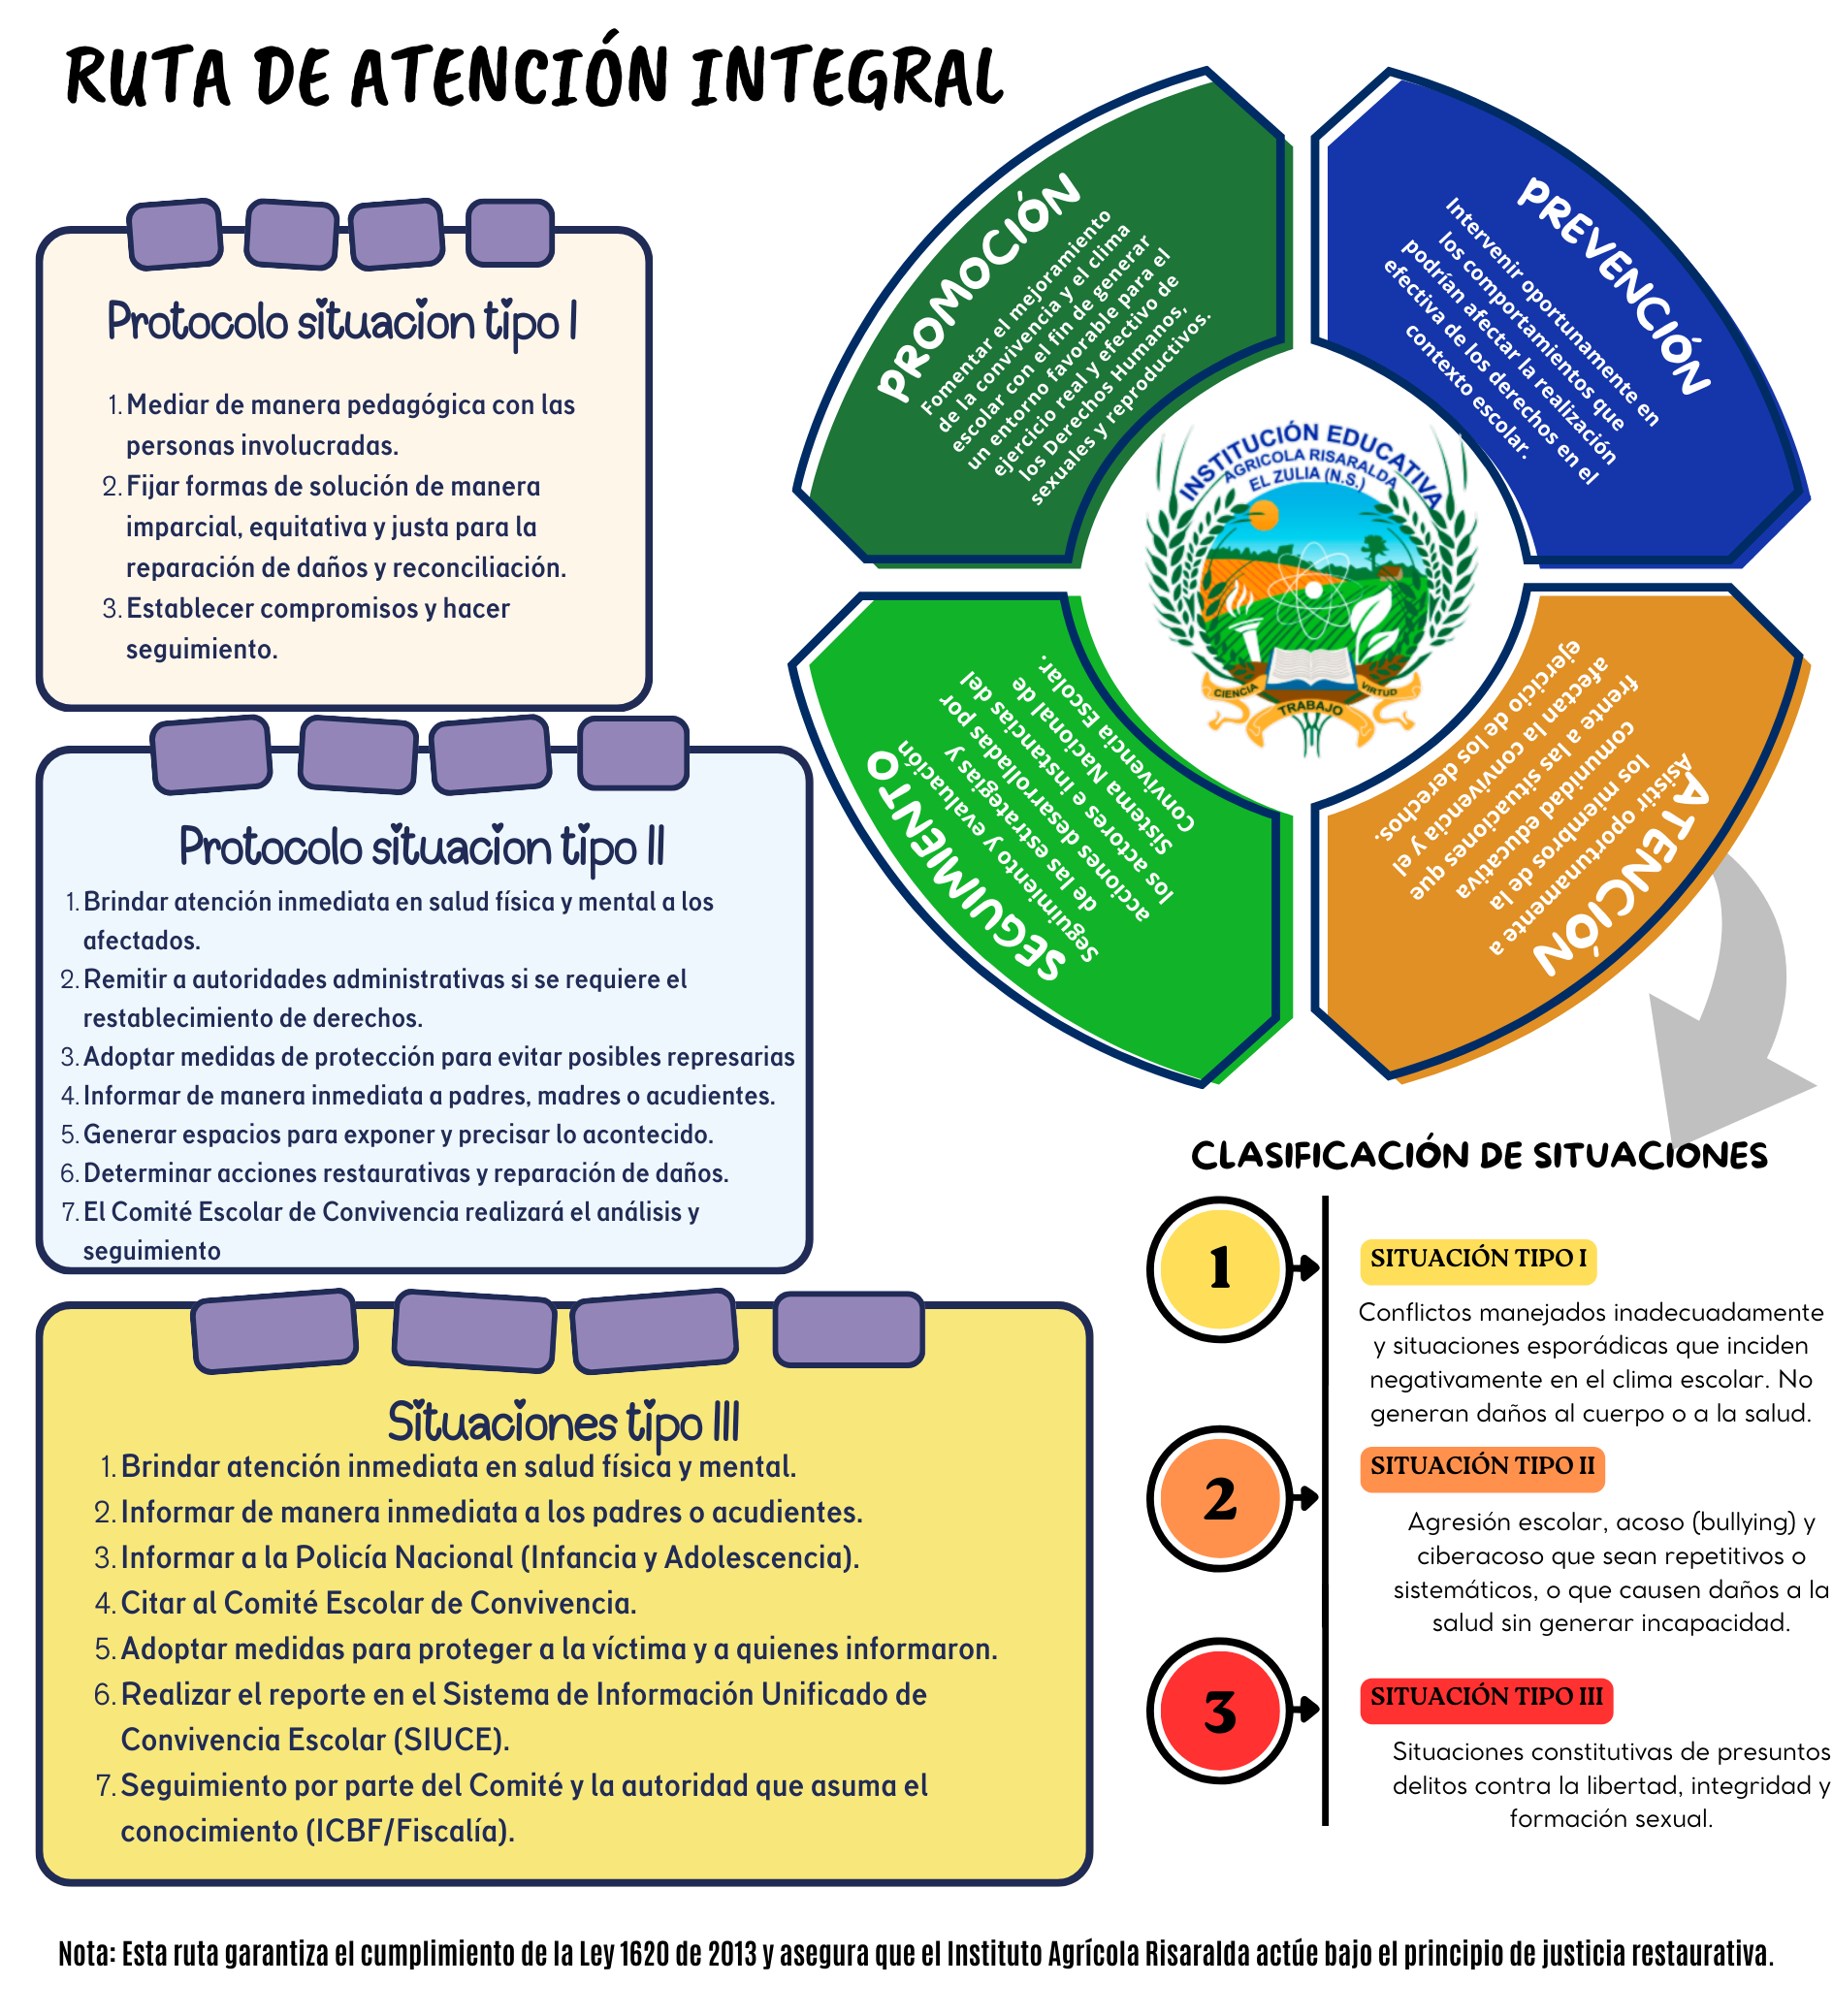 RUTA DE ATENCIÓN INTEGRAL
Protocolo situacion tipo I
1. Mediar de manera pedagógica con las
personas involucradas.
2. Fijar formas de solución de manera
imparcial, equitativa y justa para la
reparación de daños y reconciliación.
3. Establecer compromisos y hacer
seguimiento.
Protocolo situacion tipo II
1. Brindar atención inmediata en salud física y mental a los
afectados.
2. Remitir a autoridades administrativas si se requiere el
restablecimiento de derechos.
3. Adoptar medidas de protección para evitar posibles represarias
4. Informar de manera inmediata a padres, madres o acudientes.
5. Generar espacios para exponer y precisar lo acontecido.
6. Determinar acciones restaurativas y reparación de daños.
7. El Comité Escolar de Convivencia realizará el análisis y
seguimiento
Situaciones tipo III
1. Brindar atención inmediata en salud física y mental.
2. Informar de manera inmediata a los padres o acudientes.
3. Informar a la Policía Nacional (Infancia y Adolescencia).
4. Citar al Comité Escolar de Convivencia.
5. Adoptar medidas para proteger a la víctima y a quienes informaron.
6. Realizar el reporte en el Sistema de Información Unificado de
Convivencia Escolar (SIUCE).
7. Seguimiento por parte del Comité y la autoridad que asuma el
conocimiento (ICBF/Fiscalía).
PROMOCIÓN
Fomentar el mejoramiento
de la convivencia y el clima
escolar con el fin de generar
un entorno favorable para el
ejercicio real y efectivo de
los Derechos Humanos,
sexuales y reproductivos.
PREVENCIÓN
Intervenir oportunamente en
los comportamientos que
podrían afectar la realización
efectiva de los derechos en el
contexto escolar.
ATENCIÓN
Asistir oportunamente a
los miembros de la
comunidad educativa
frente a las situaciones que
afectan la convivencia y el
ejercicio de los derechos.
SEGUIMIENTO
Seguimiento y evaluación
de las estrategias y
acciones desarrolladas por
los actores e instancias del
Sistema Nacional de
Convivencia Escolar.
INSTITUCIÓN EDUCATIVA
AGRICOLA RISARALDA
EL ZULIA (N.S.)
CIENCIA
TRABAJO
VIRTUD
CLASIFICACIÓN DE SITUACIONES
1
SITUACIÓN TIPO I
Conflictos manejados inadecuadamente
y situaciones esporádicas que inciden
negativamente en el clima escolar. No
generan daños al cuerpo o a la salud.
2
SITUACIÓN TIPO II
Agresión escolar, acoso (bullying) y
ciberacoso que sean repetitivos o
sistemáticos, o que causen daños a la
salud sin generar incapacidad.
3
SITUACIÓN TIPO III
Situaciones constitutivas de presuntos
delitos contra la libertad, integridad y
formación sexual.
Nota: Esta ruta garantiza el cumplimiento de la Ley 1620 de 2013 y asegura que el Instituto Agrícola Risaralda actúe bajo el principio de justicia restaurativa.